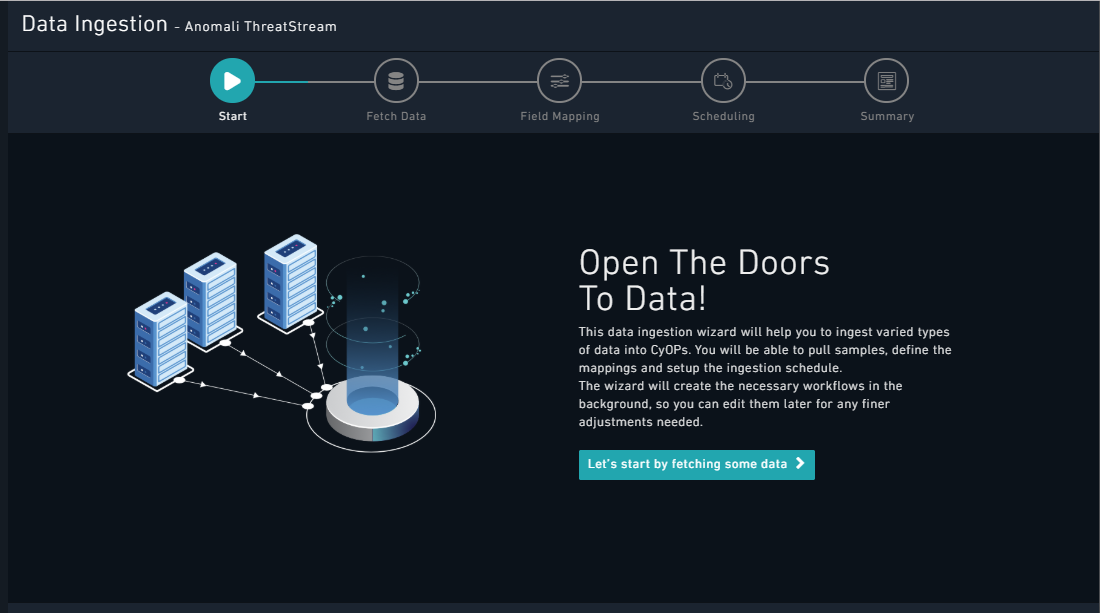 Data Ingestion - Anomali ThreatStream
Start
Fetch Data
Field Mapping
Scheduling
Summary
Open The Doors
To Data!
This data ingestion wizard will help you to ingest varied types
of data into CyOPs. You will be able to pull samples, define the
mappings and setup the ingestion schedule.
The wizard will create the necessary workflows in the
background, so you can edit them later for any finer
adjustments needed.
Let's start by fetching some data